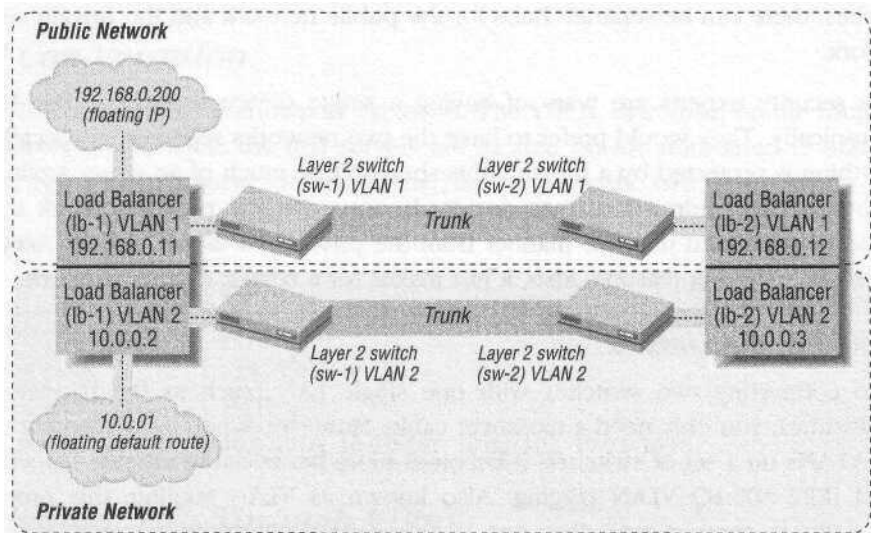 Public Network
192.168.0.200
(floating IP)
Layer 2 switch
(sw-1) VLAN 1
Layer 2 switch
(sw-2) VLAN 1
Load Balancer
(lb-1) VLAN 1
192.168.0.11
Trunk
Load Balancer
(lb-2) VLAN 1
192.168.0.12
Load Balancer
(lb-1) VLAN 2
10.0.0.2
Trunk
Load Balancer
(lb-2) VLAN 2
10.0.0.3
Layer 2 switch
(sw-1) VLAN 2
Layer 2 switch
(sw-2) VLAN 2
10.0.01
(floating default route)
Private Network